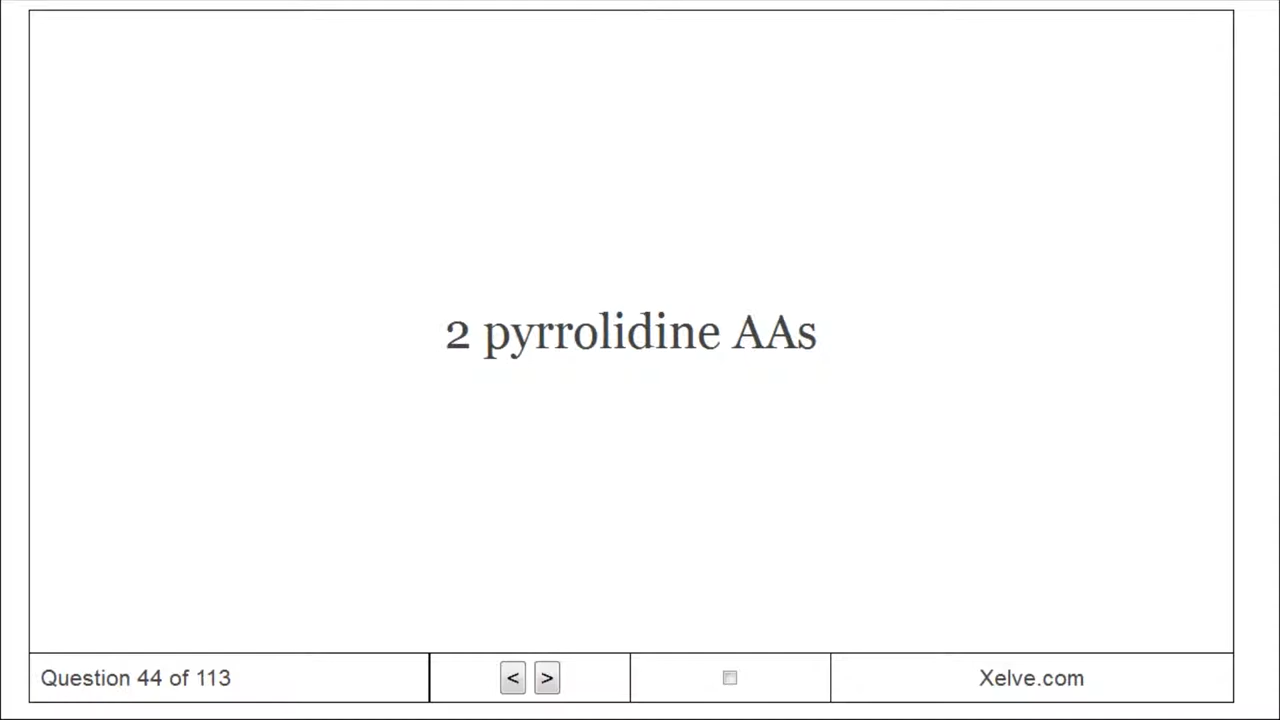 2 pyrrolidine AAs
Question 44 of 113
<
>
Xelve.com